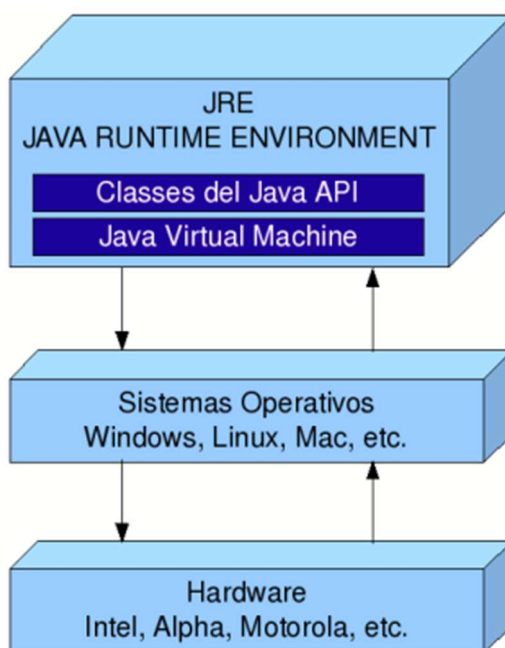 JRE
JAVA RUNTIME ENVIRONMENT
Classes del Java API
Java Virtual Machine
Sistemas Operativos
Windows, Linux, Mac, etc.
Hardware
Intel, Alpha, Motorola, etc.